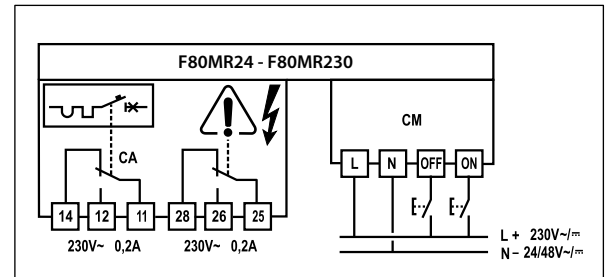 F80MR24 - F80MR230
CM
CA
L N OFF ON
14 12 11 28 26 25
230V~ 0,2A 230V~ 0,2A
L + 230V~/⎓
N − 24/48V~/⎓